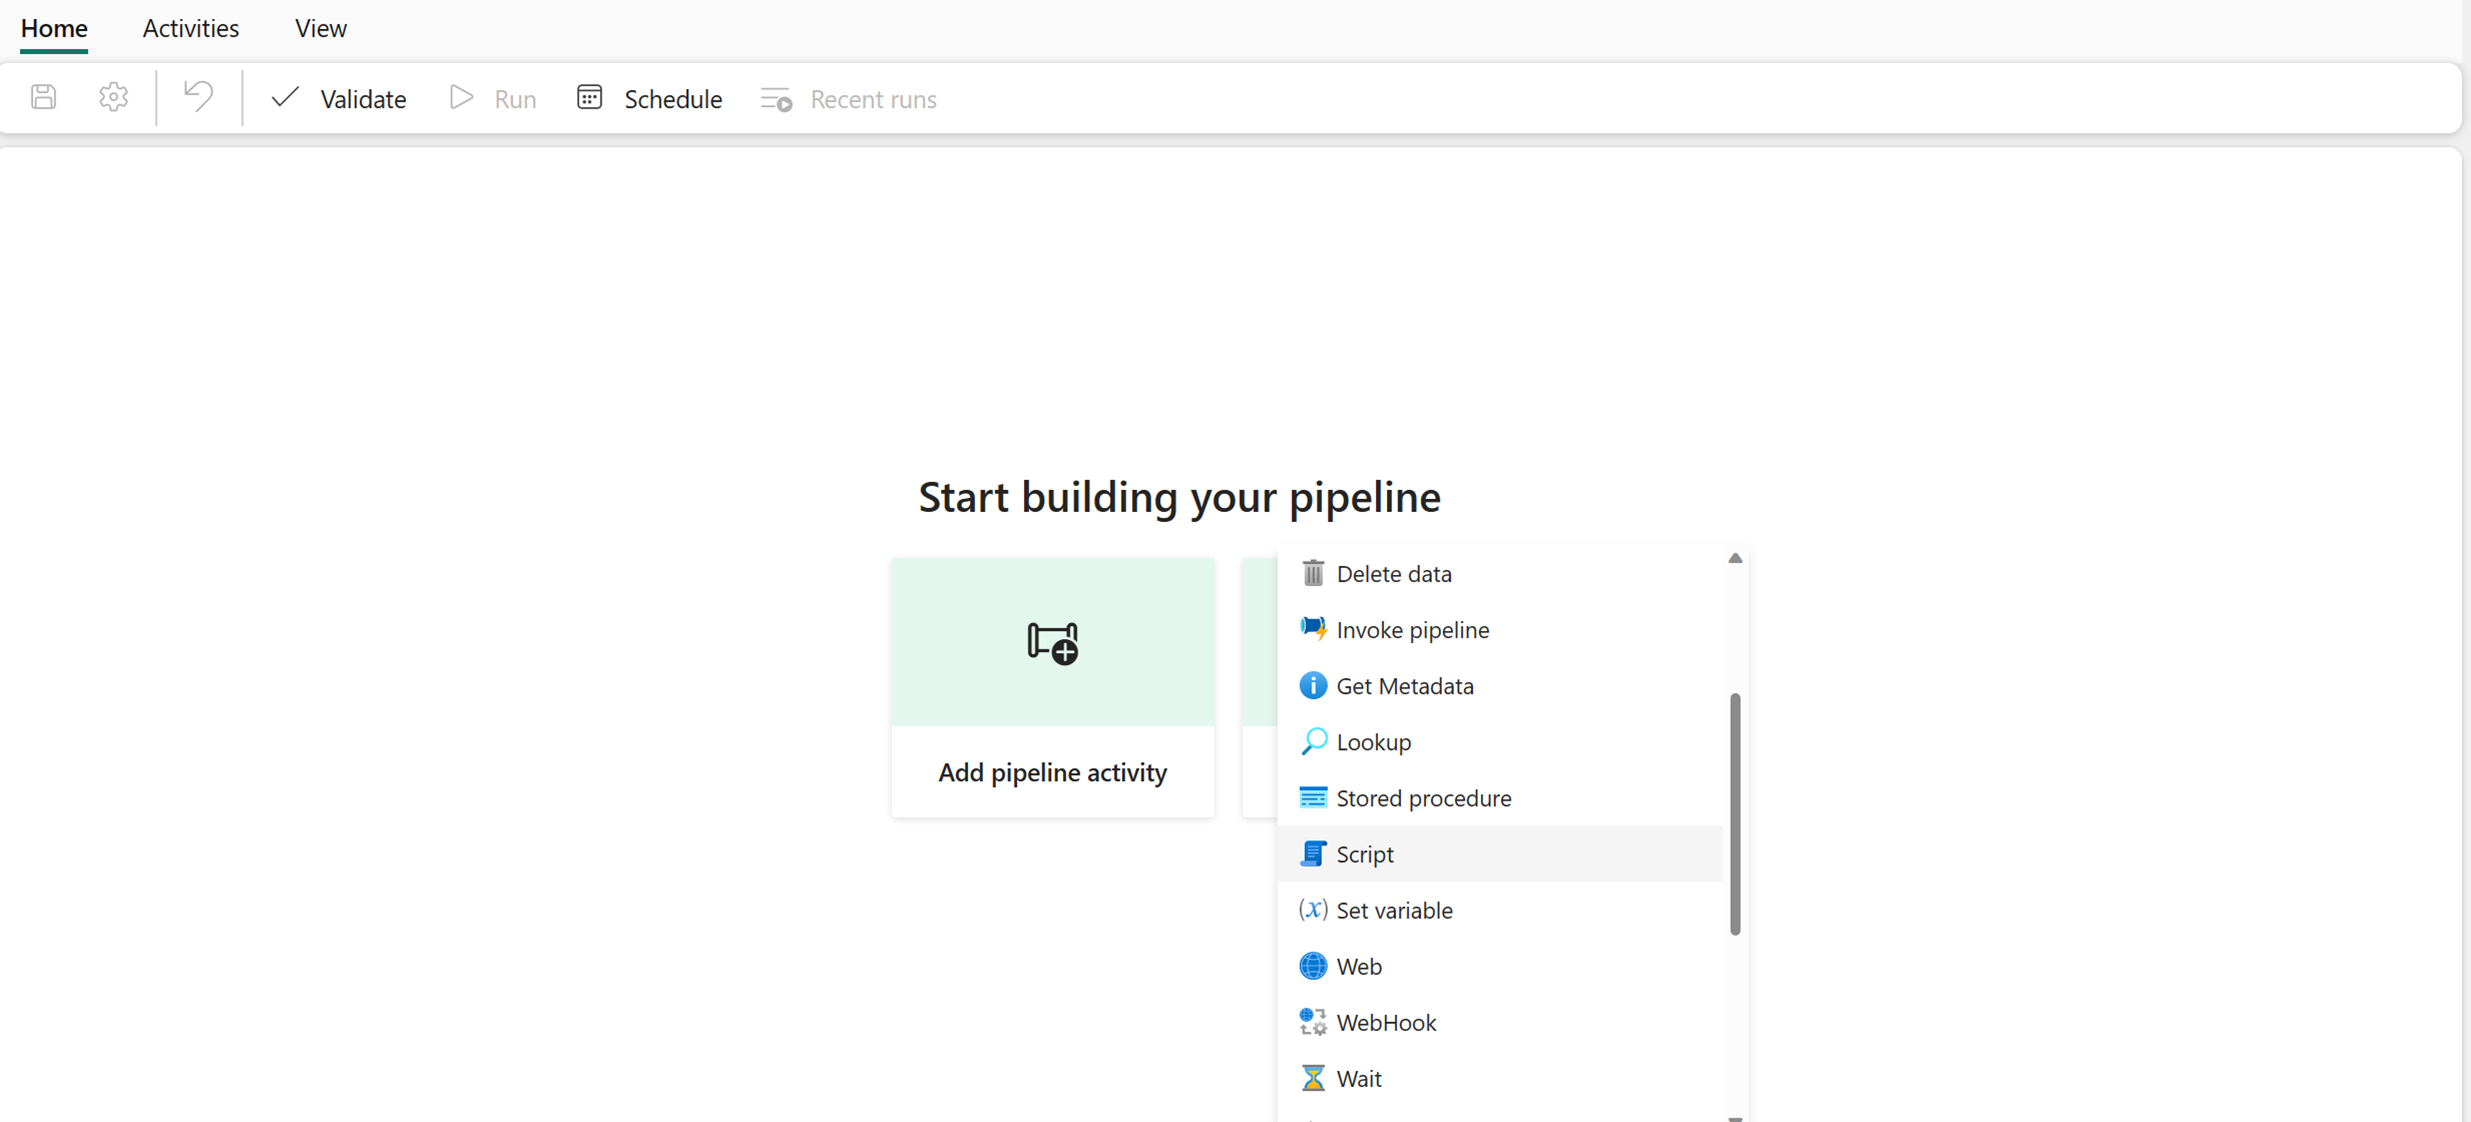 Home Activities View
Validate Run Schedule Recent runs
Start building your pipeline
Add pipeline activity
Delete data
Invoke pipeline
Get Metadata
Lookup
Stored procedure
Script
(x) Set variable
Web
WebHook
Wait